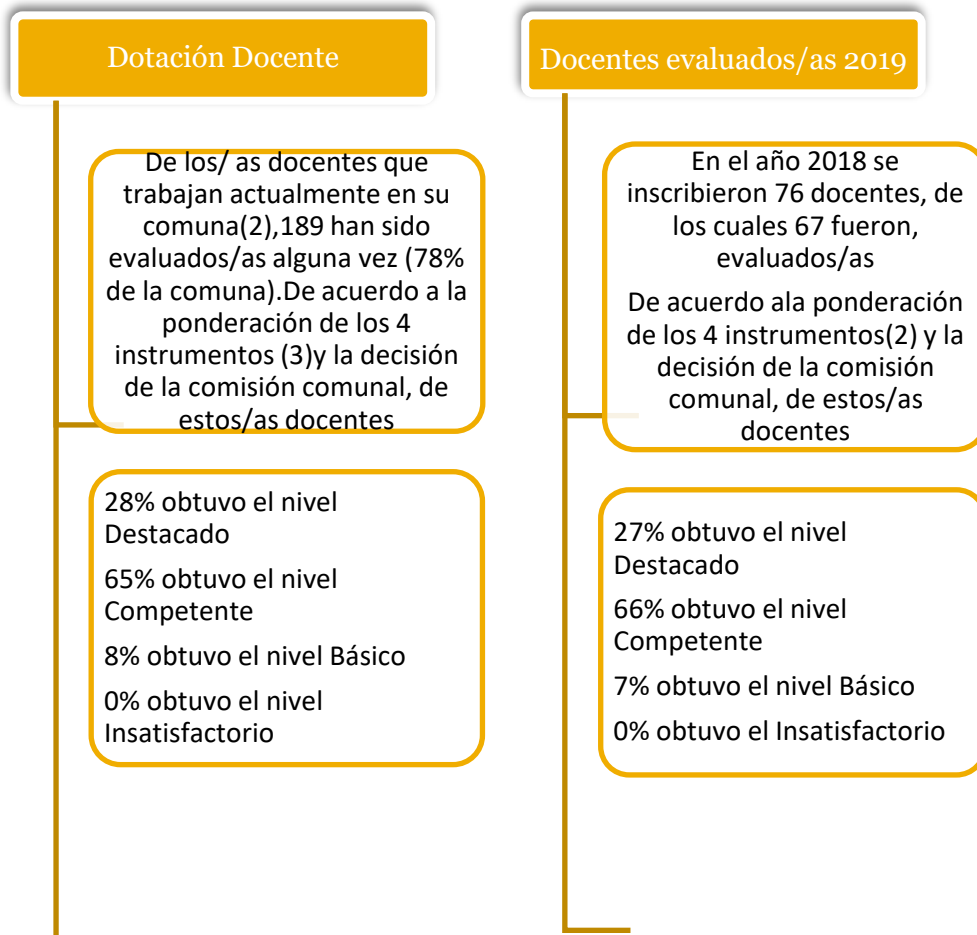 Dotación Docente
De los/ as docentes que
trabajan actualmente en su
comuna(2),189 han sido
evaluados/as alguna vez (78%
de la comuna).De acuerdo a la
ponderación de los 4
instrumentos (3)y la decisión
de la comisión comunal, de
estos/as docentes
28% obtuvo el nivel
Destacado
65% obtuvo el nivel
Competente
8% obtuvo el nivel Básico
0% obtuvo el nivel
Insatisfactorio
Docentes evaluados/as 2019
En el año 2018 se
inscribieron 76 docentes, de
los cuales 67 fueron,
evaluados/as
De acuerdo ala ponderación
de los 4 instrumentos(2) y la
decisión de la comisión
comunal, de estos/as
docentes
27% obtuvo el nivel
Destacado
66% obtuvo el nivel
Competente
7% obtuvo el nivel Básico
0% obtuvo el Insatisfactorio